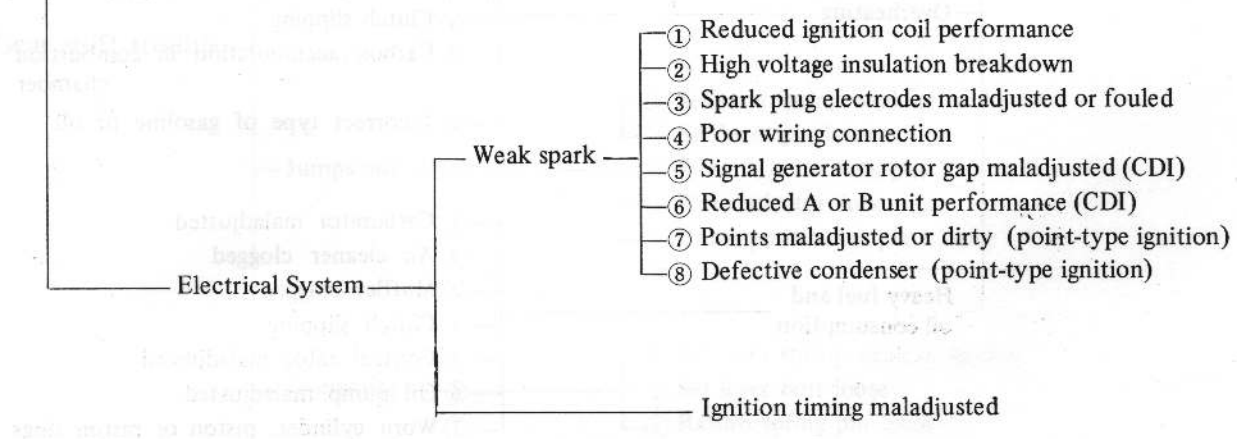 ① Reduced ignition coil performance
② High voltage insulation breakdown
③ Spark plug electrodes maladjusted or fouled
④ Poor wiring connection
Weak spark
⑤ Signal generator rotor gap maladjusted (CDI)
⑥ Reduced A or B unit performance (CDI)
⑦ Points maladjusted or dirty (point-type ignition)
⑧ Defective condenser (point-type ignition)
Electrical System
Ignition timing maladjusted